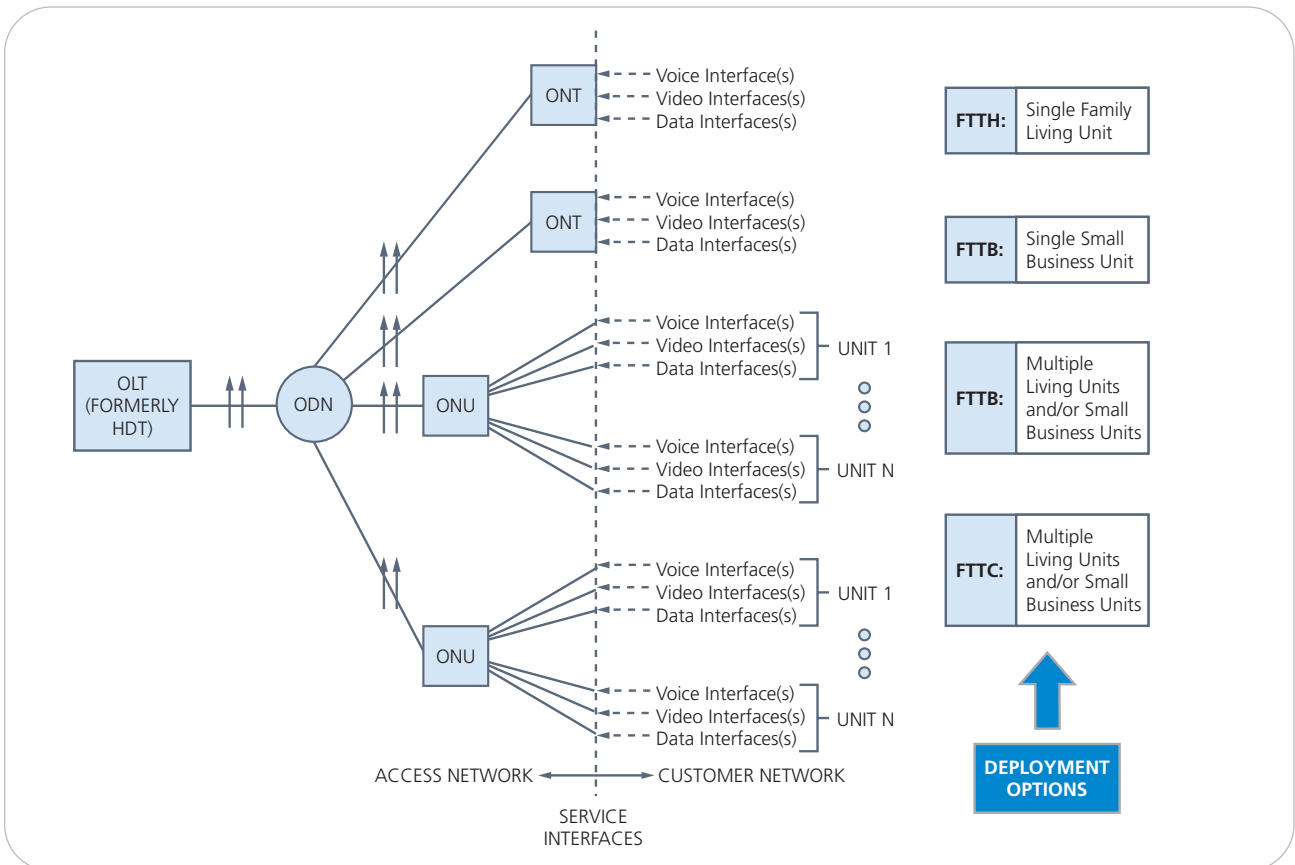 ONT
Voice Interface(s)
Video Interfaces(s)
Data Interfaces(s)
FTTH:
Single Family
Living Unit
ONT
Voice Interface(s)
Video Interfaces(s)
Data Interfaces(s)
FTTB:
Single Small
Business Unit
OLT
(FORMERLY
HDT)
ODN
ONU
Voice Interface(s)
Video Interfaces(s)
Data Interfaces(s)
UNIT 1
Voice Interface(s)
Video Interfaces(s)
Data Interfaces(s)
UNIT N
FTTB:
Multiple
Living Units
and/or Small
Business Units
ONU
Voice Interface(s)
Video Interfaces(s)
Data Interfaces(s)
UNIT 1
Voice Interface(s)
Video Interfaces(s)
Data Interfaces(s)
UNIT N
FTTC:
Multiple
Living Units
and/or Small
Business Units
ACCESS NETWORK
CUSTOMER NETWORK
SERVICE
INTERFACES
DEPLOYMENT
OPTIONS